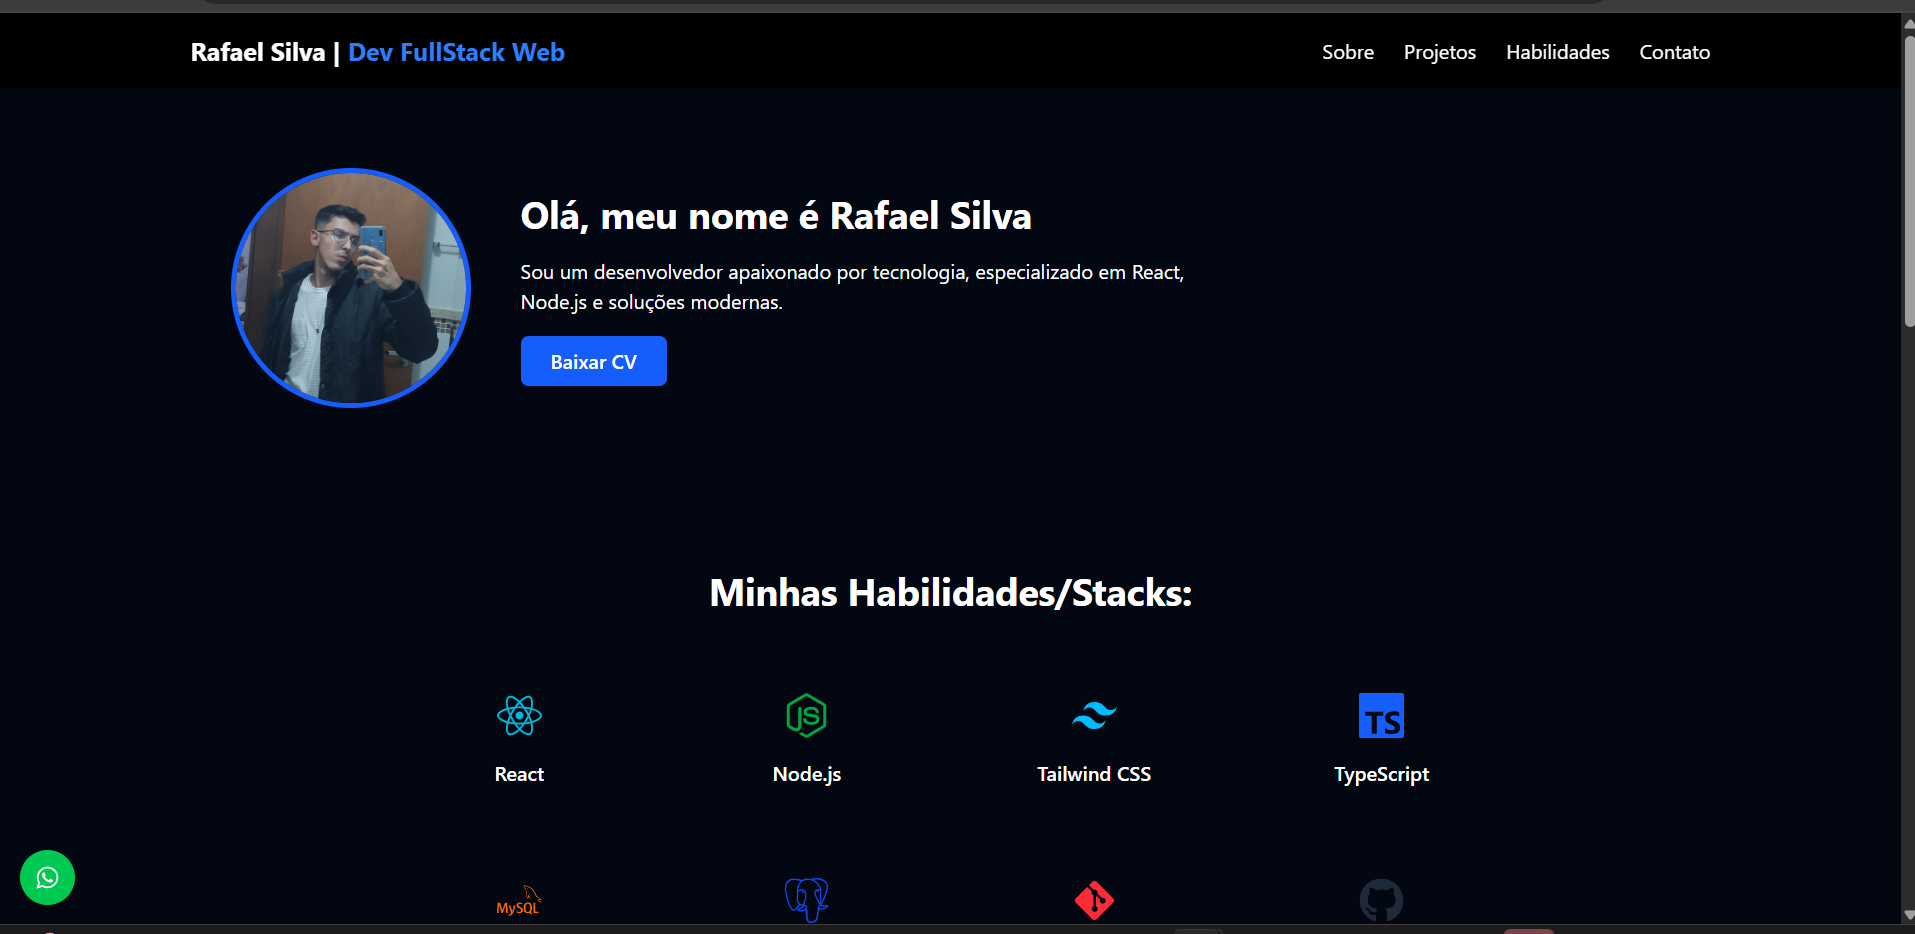 Rafael Silva | Dev FullStack Web
Sobre Projetos Habilidades Contato
Olá, meu nome é Rafael Silva
Sou um desenvolvedor apaixonado por tecnologia, especializado em React,
Node.js e soluções modernas.
Baixar CV
Minhas Habilidades/Stacks:
JS
TS
React
Node.js
Tailwind CSS
TypeScript
MySQL